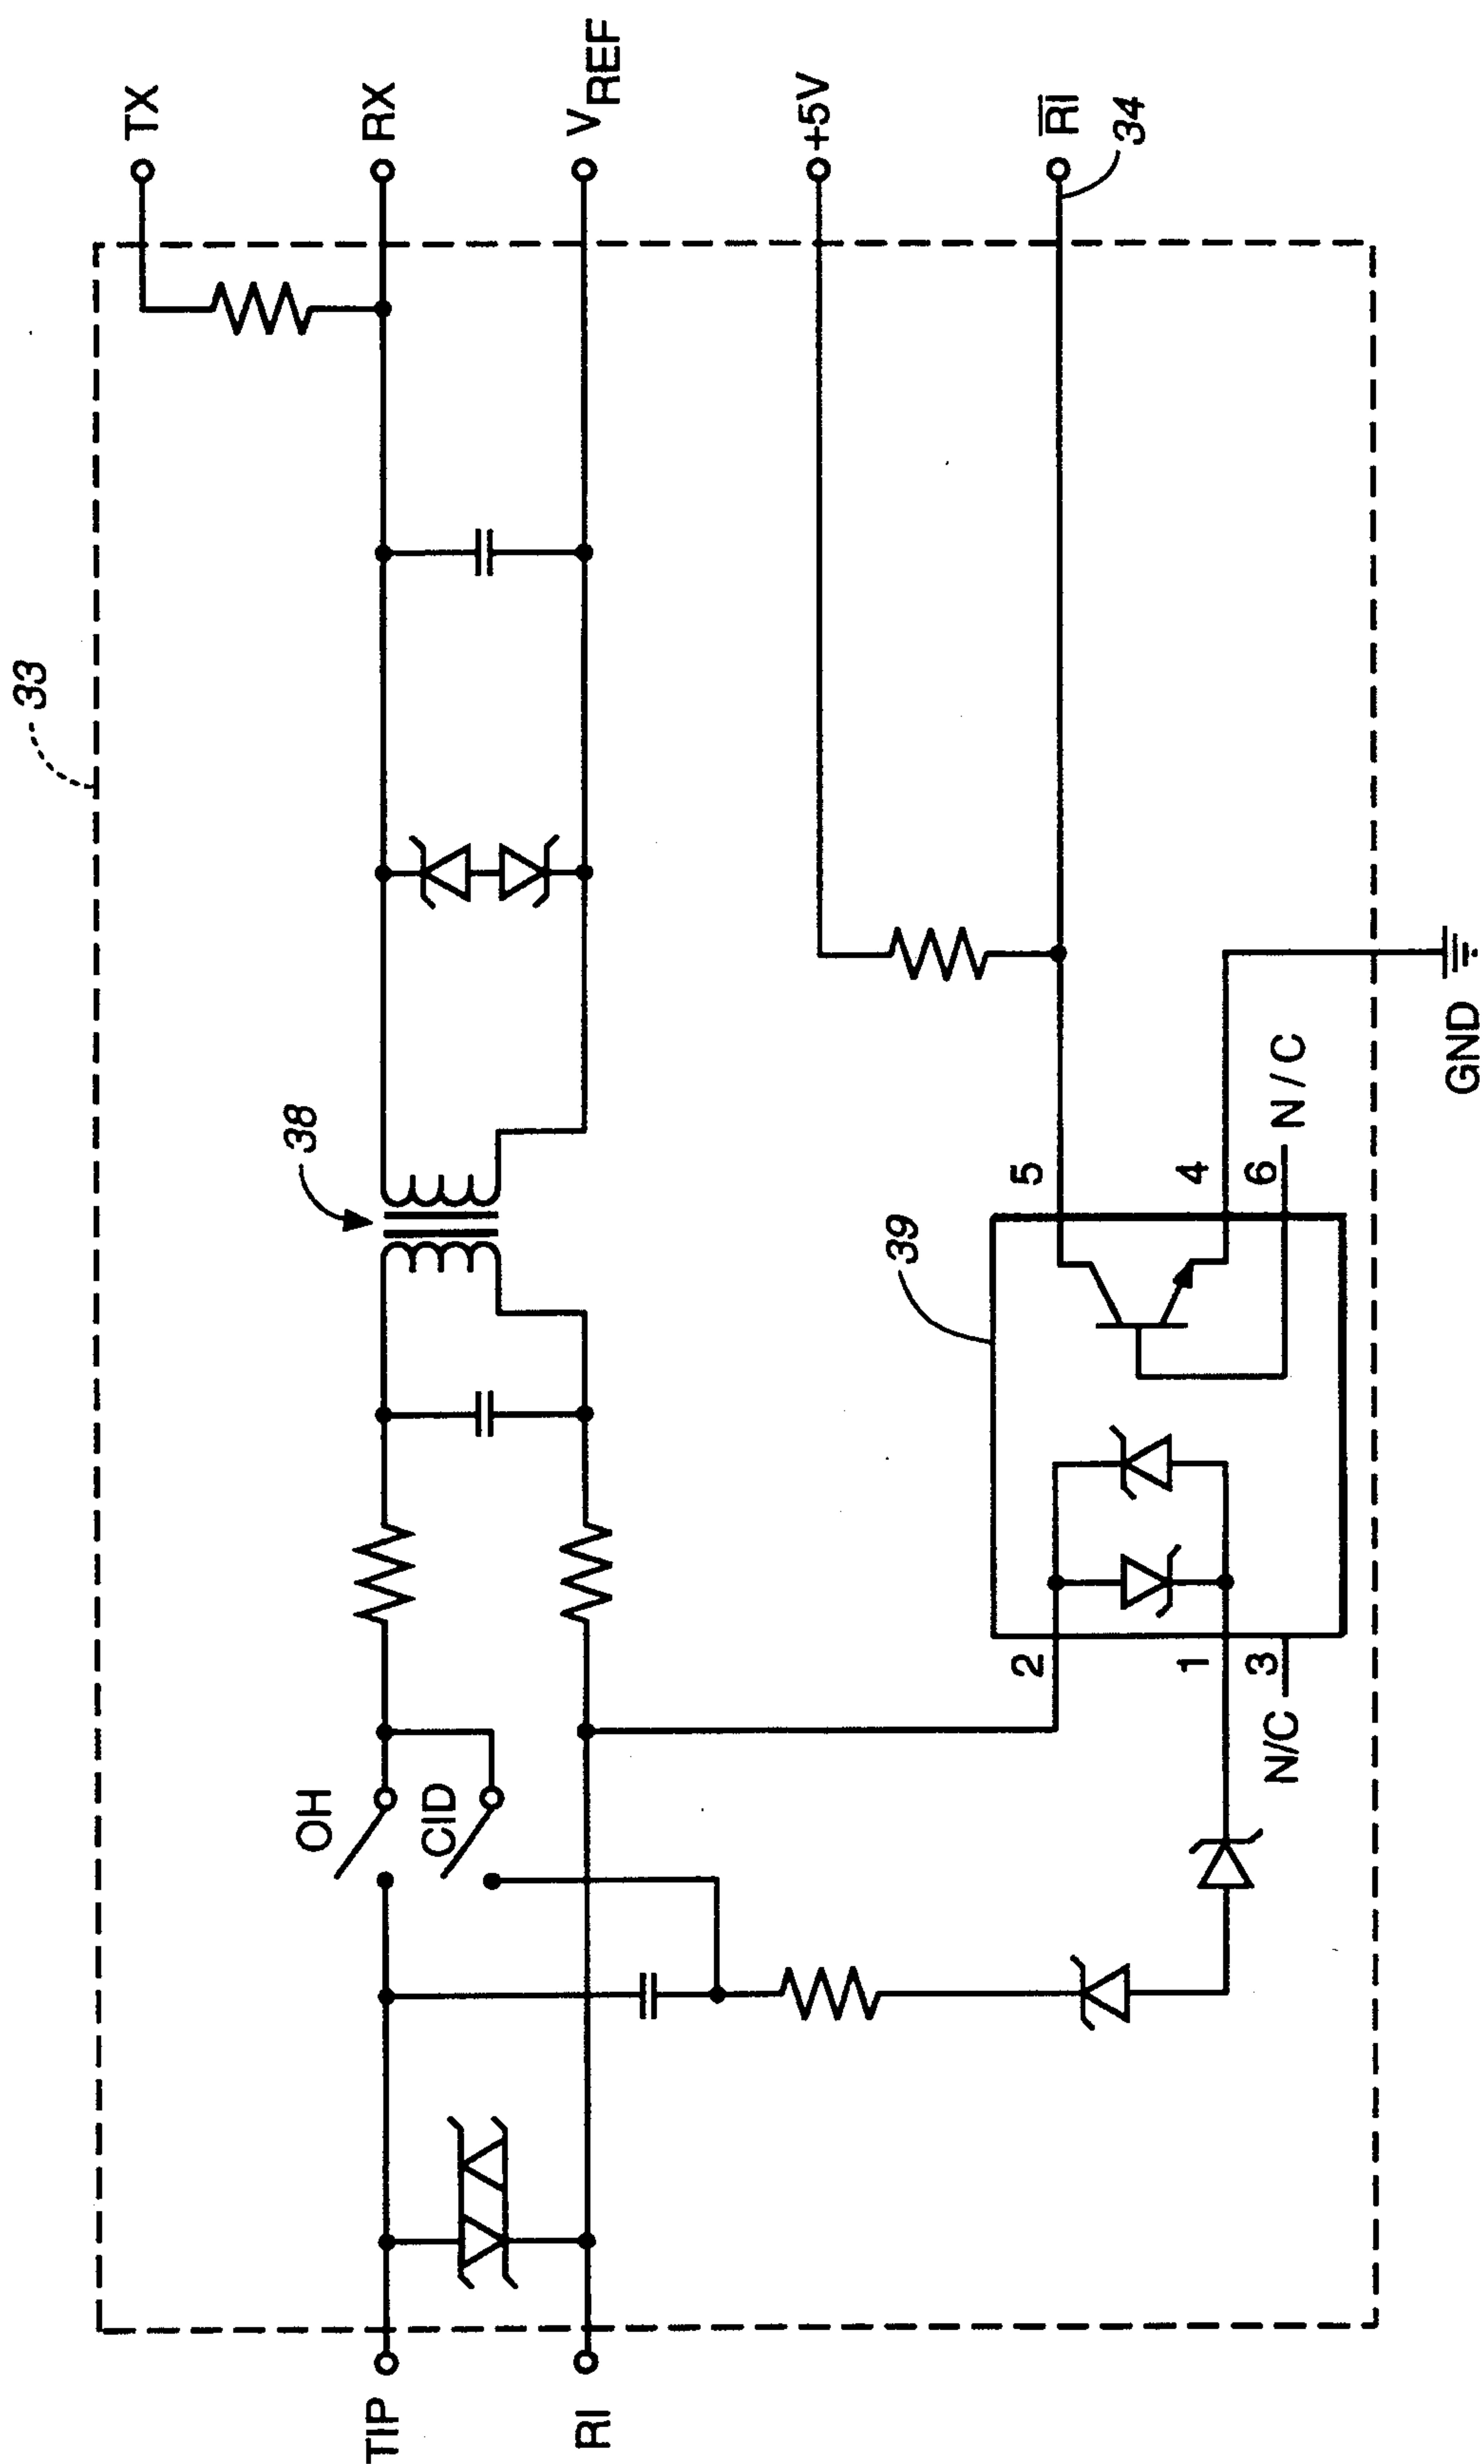 33
TX
RX
VREF
+5V
R̅I̅
34
38
OH
CID
TIP
RI
39
2
1
3
N/C
5
4
6
N / C
GND